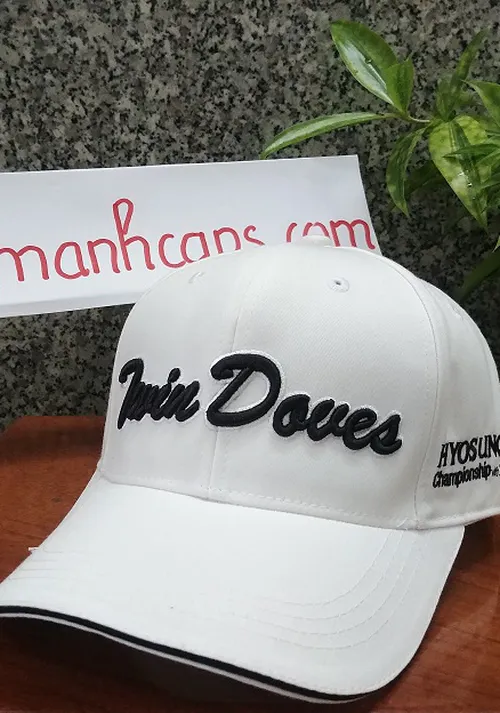 manhcaps.com
Twin Doves
HYOSUNG
Championship